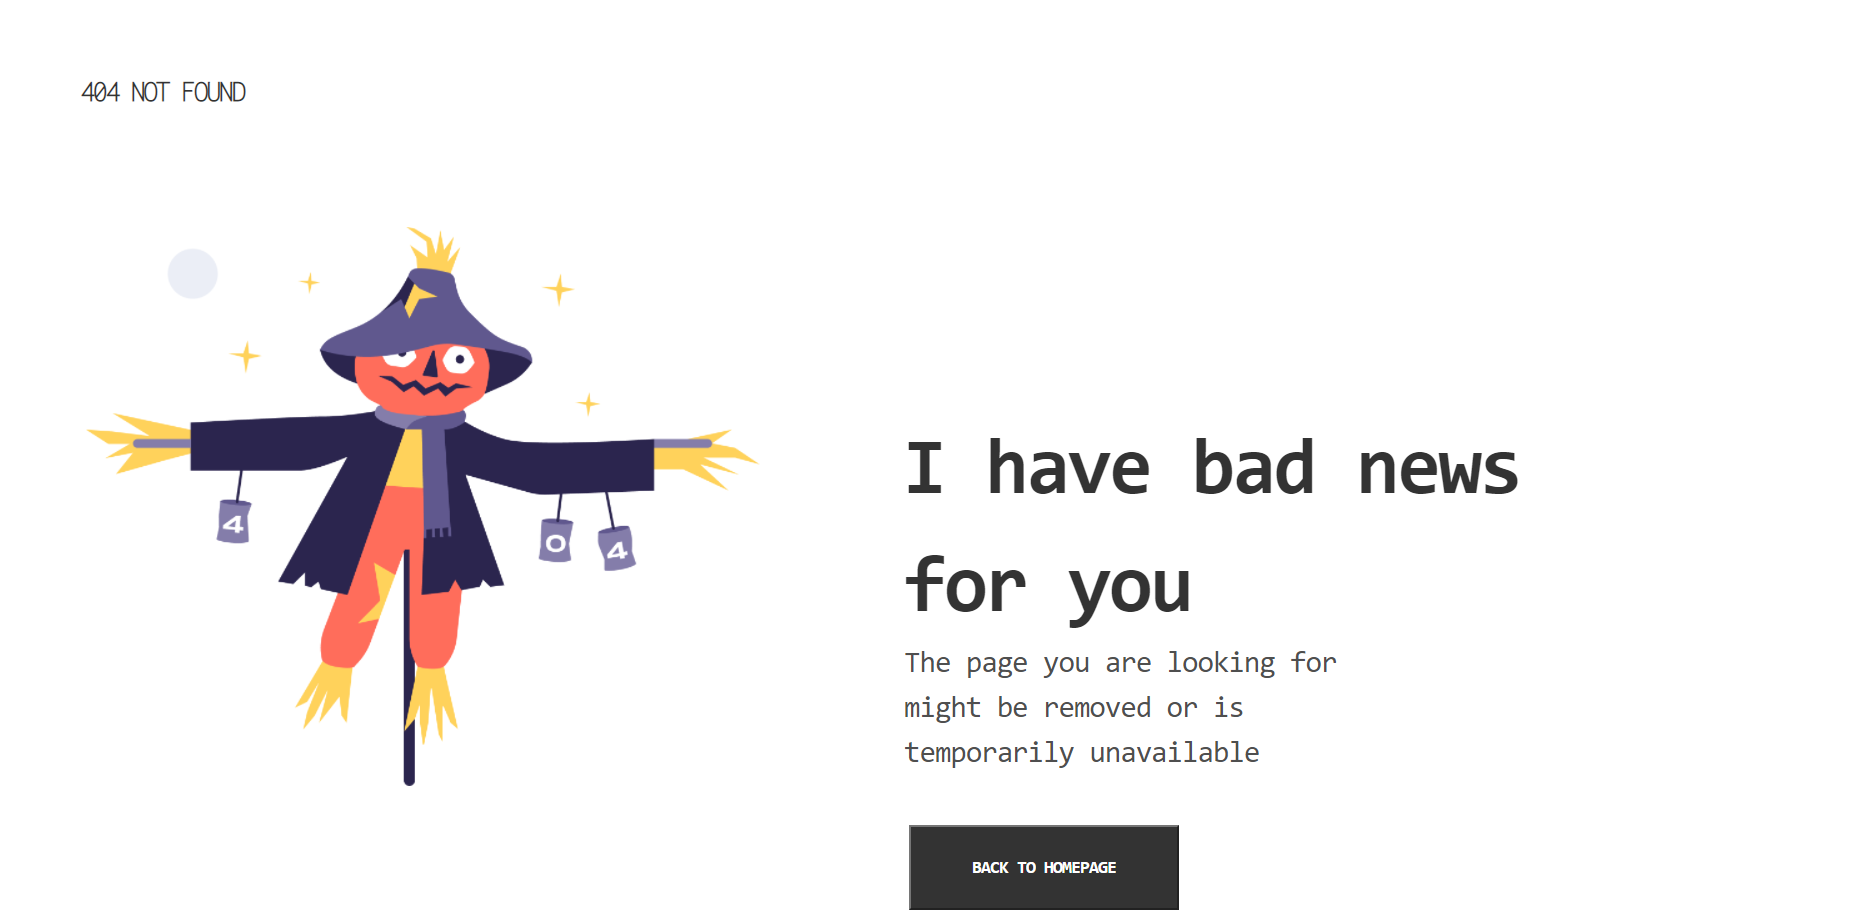 404 NOT FOUND
4
0 4
I have bad news
for you
The page you are looking for
might be removed or is
temporarily unavailable
BACK TO HOMEPAGE